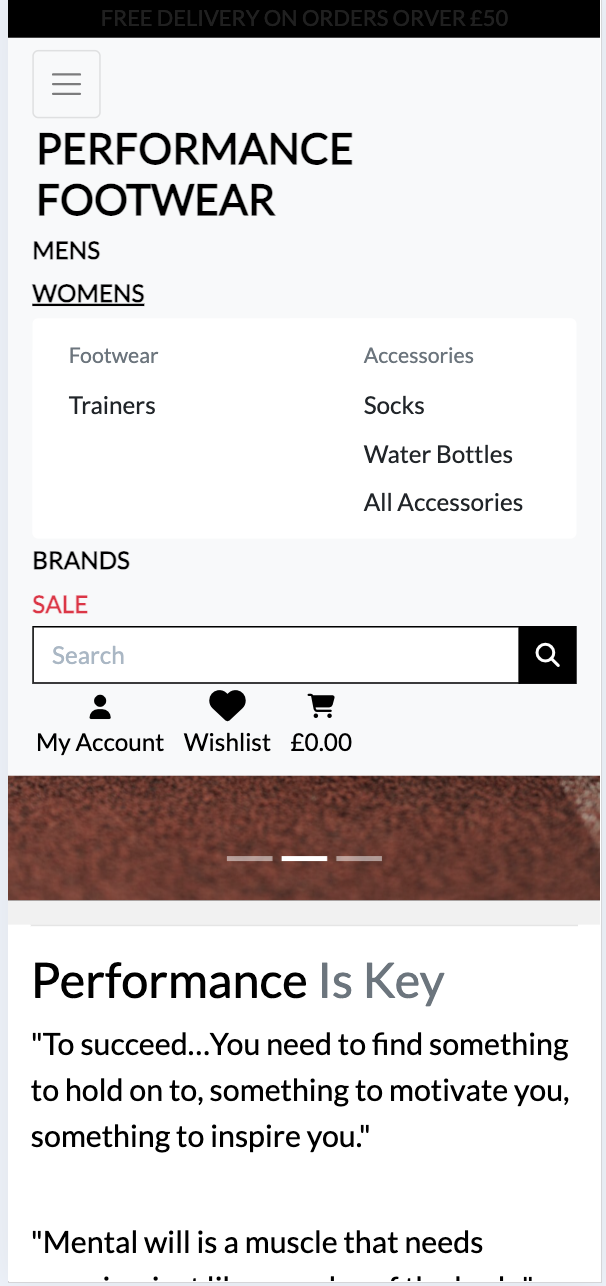 FREE DELIVERY ON ORDERS ORVER £50
PERFORMANCE
FOOTWEAR
MENS
WOMENS
Footwear
Trainers
Accessories
Socks
Water Bottles
All Accessories
BRANDS
SALE
Search
My Account Wishlist £0.00
Performance Is Key
"To succeed...You need to find something
to hold on to, something to motivate you,
something to inspire you."
"Mental will is a muscle that needs